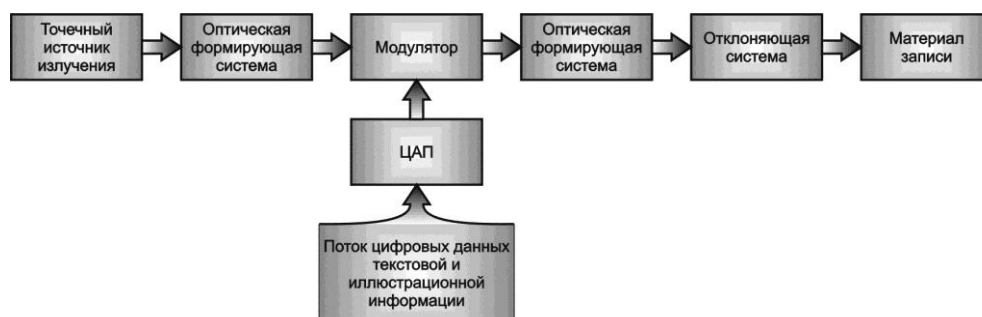 Точечный
источник
излучения
Оптическая
формирующая
система
Модулятор
Оптическая
формирующая
система
Отклоняющая
система
Материал
записи
ЦАП
Поток цифровых данных
текстовой и
иллюстрационной
информации